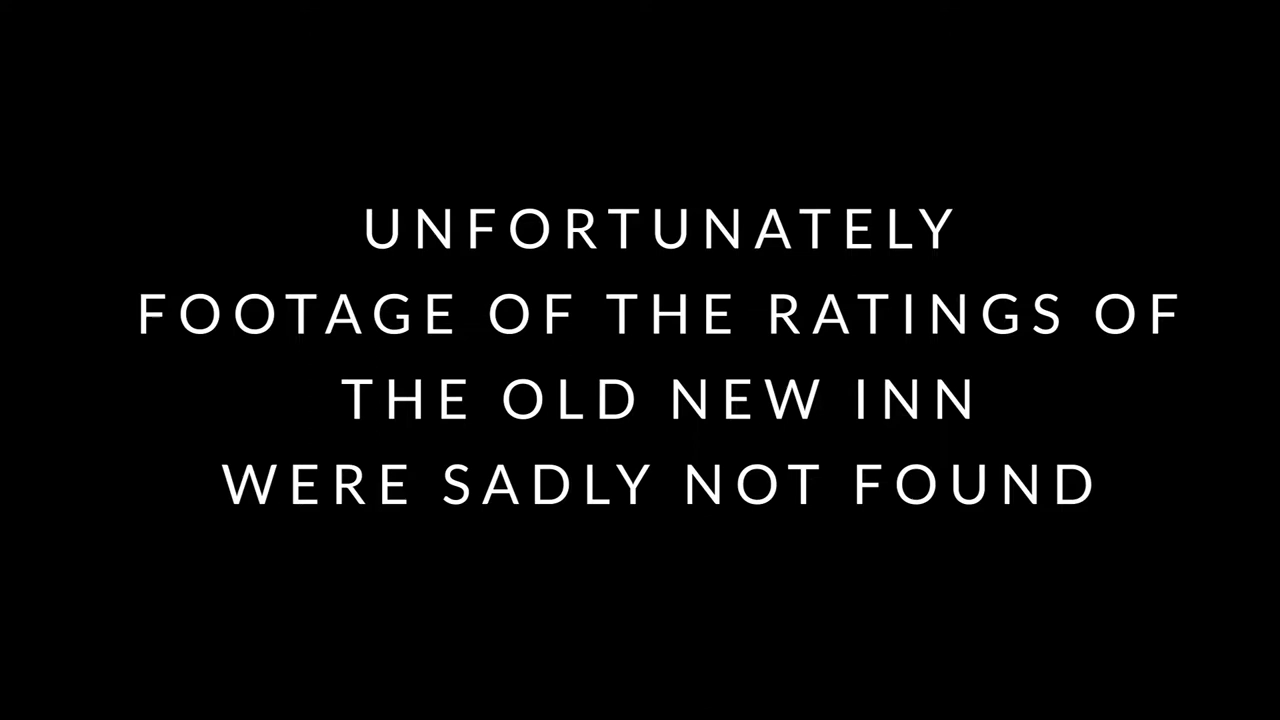 UNFORTUNATELY
FOOTAGE OF THE RATINGS OF
THE OLD NEW INN
WERE SADLY NOT FOUND